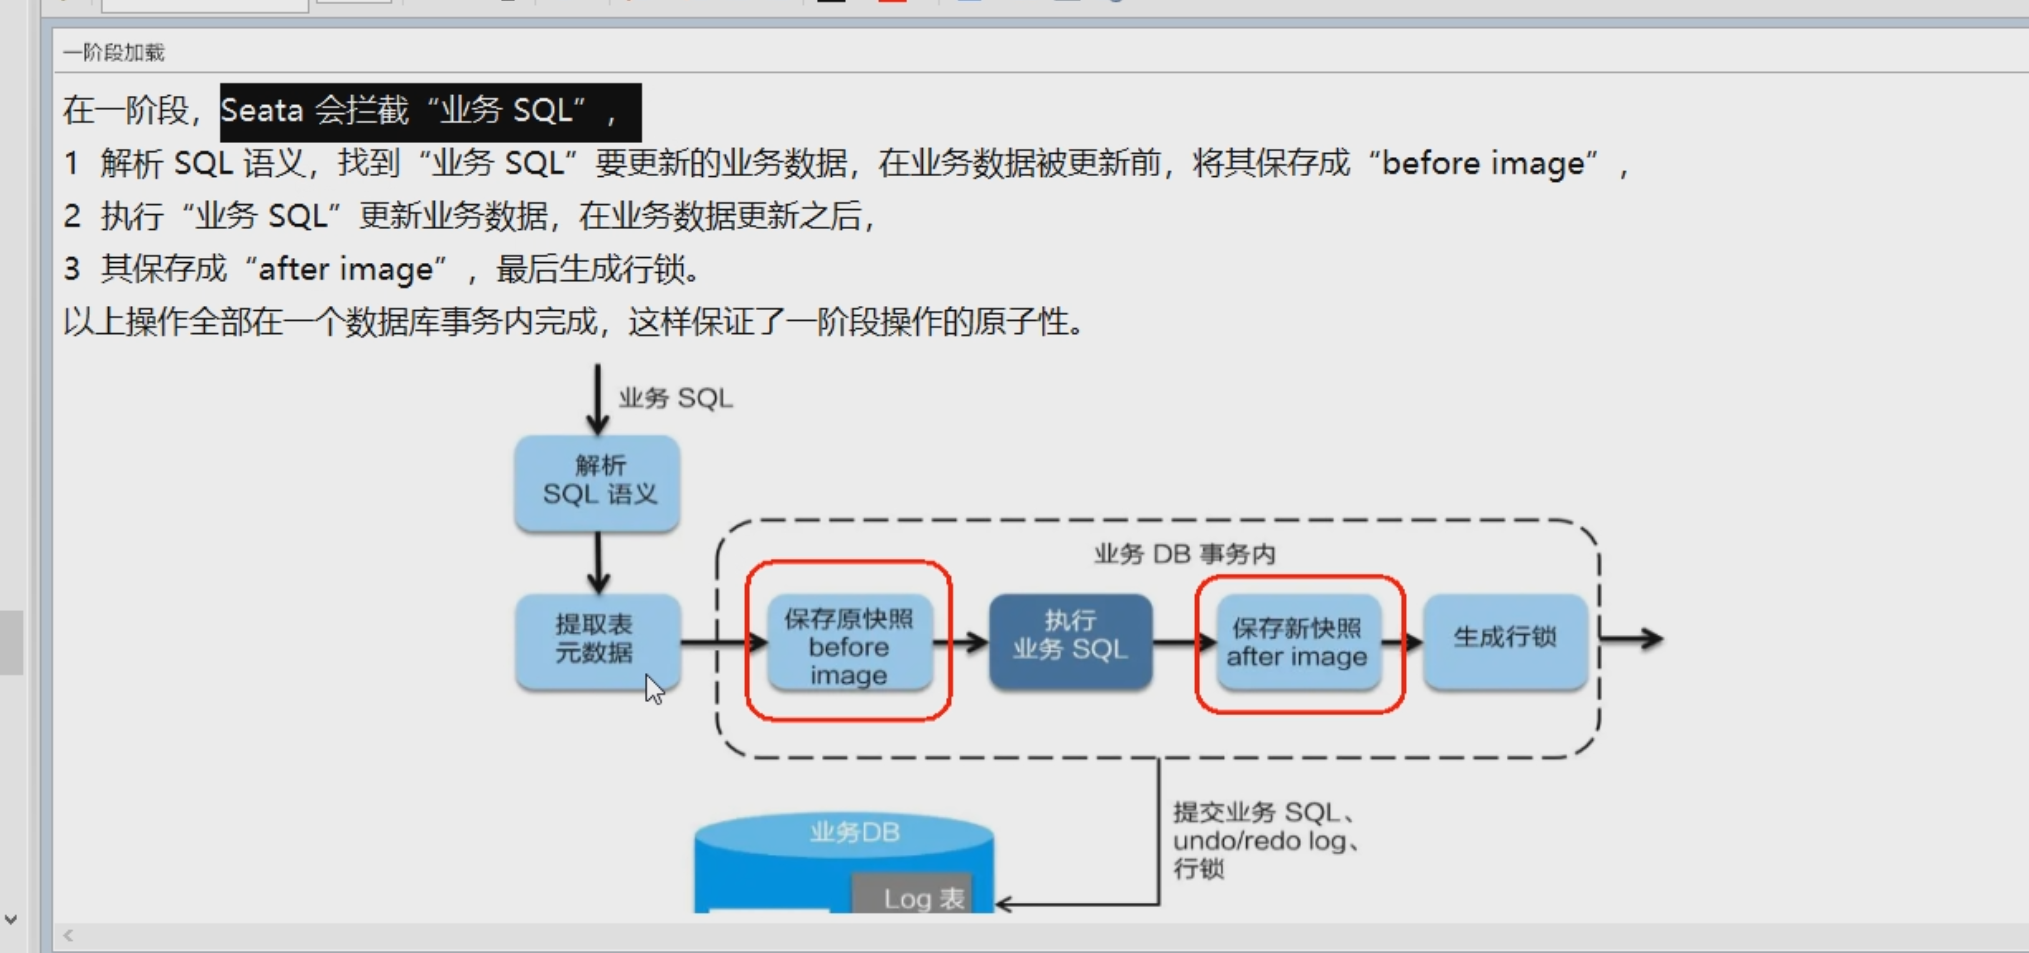 一阶段加载
在一阶段，Seata 会拦截“业务 SQL”，
1 解析 SQL 语义，找到“业务 SQL”要更新的业务数据，在业务数据被更新前，将其保存成“before image”，
2 执行“业务 SQL”更新业务数据，在业务数据更新之后，
3 其保存成“after image”，最后生成行锁。
以上操作全部在一个数据库事务内完成，这样保证了一阶段操作的原子性。
业务 SQL
解析
SQL 语义
业务 DB 事务内
提取表
元数据
保存原快照
before
image
执行
业务 SQL
保存新快照
after image
生成行锁
提交业务 SQL、
undo/redo log、
行锁
业务DB
Log 表